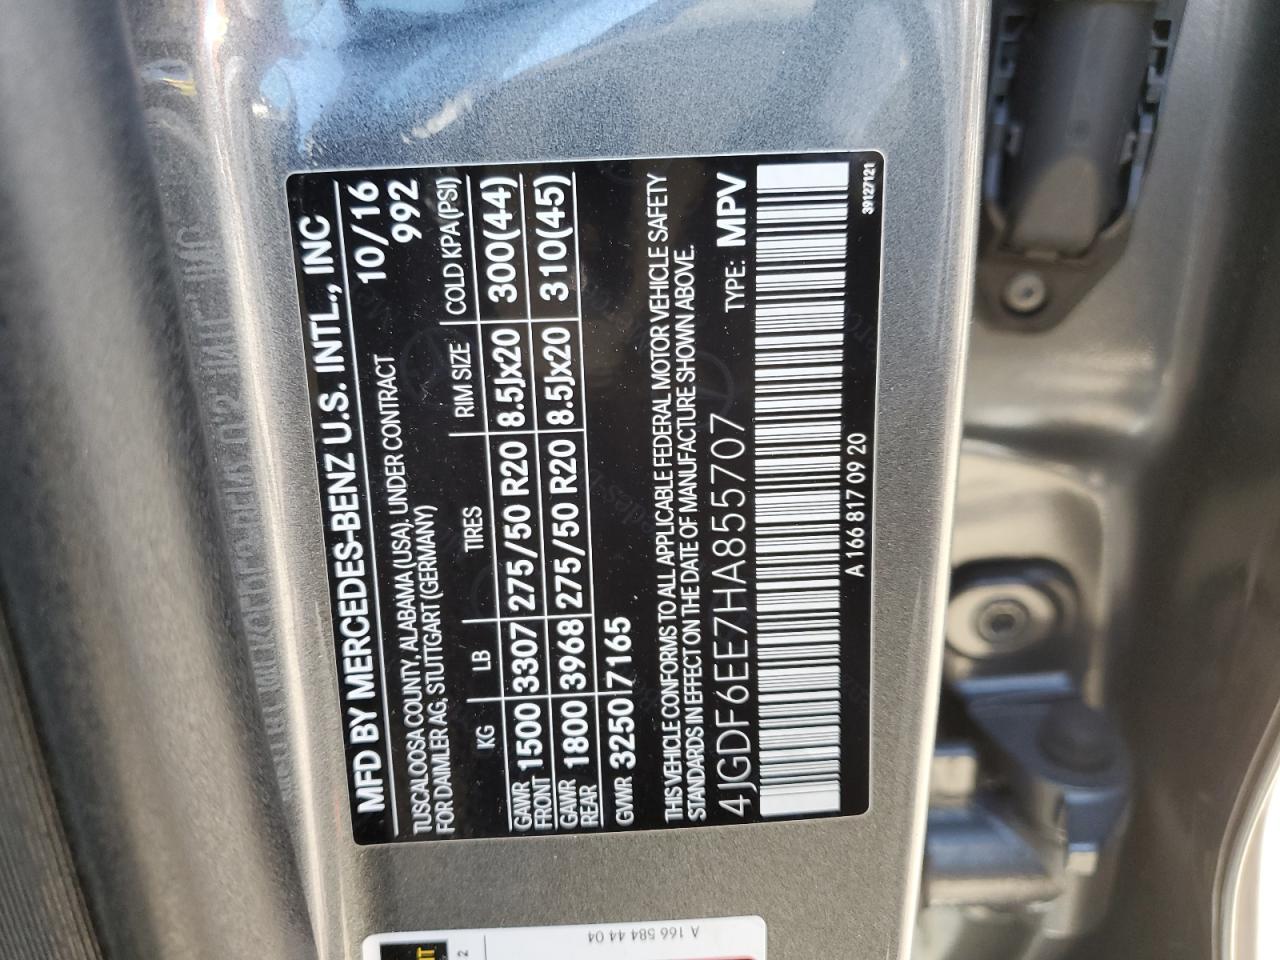 MFD BY MERCEDES-BENZ U.S. INTL., INC
TUSCALOOSA COUNTY, ALABAMA (USA), UNDER CONTRACT 10/16
FOR DAIMLER AG, STUTTGART (GERMANY) 992
KG LB TIRES RIM SIZE COLD KPA (PSI)
GAWR FRONT 1500 3307 275/50 R20 8.5Jx20 300(44)
GAWR REAR 1800 3968 275/50 R20 8.5Jx20 310(45)
GVWR 3250 7165
THIS VEHICLE CONFORMS TO ALL APPLICABLE FEDERAL MOTOR VEHICLE SAFETY
STANDARDS IN EFFECT ON THE DATE OF MANUFACTURE SHOWN ABOVE.
4JGDF6EE7HA855707 TYPE: MPV
A 166 817 09 20 39127121
A 166 584 44 04
2